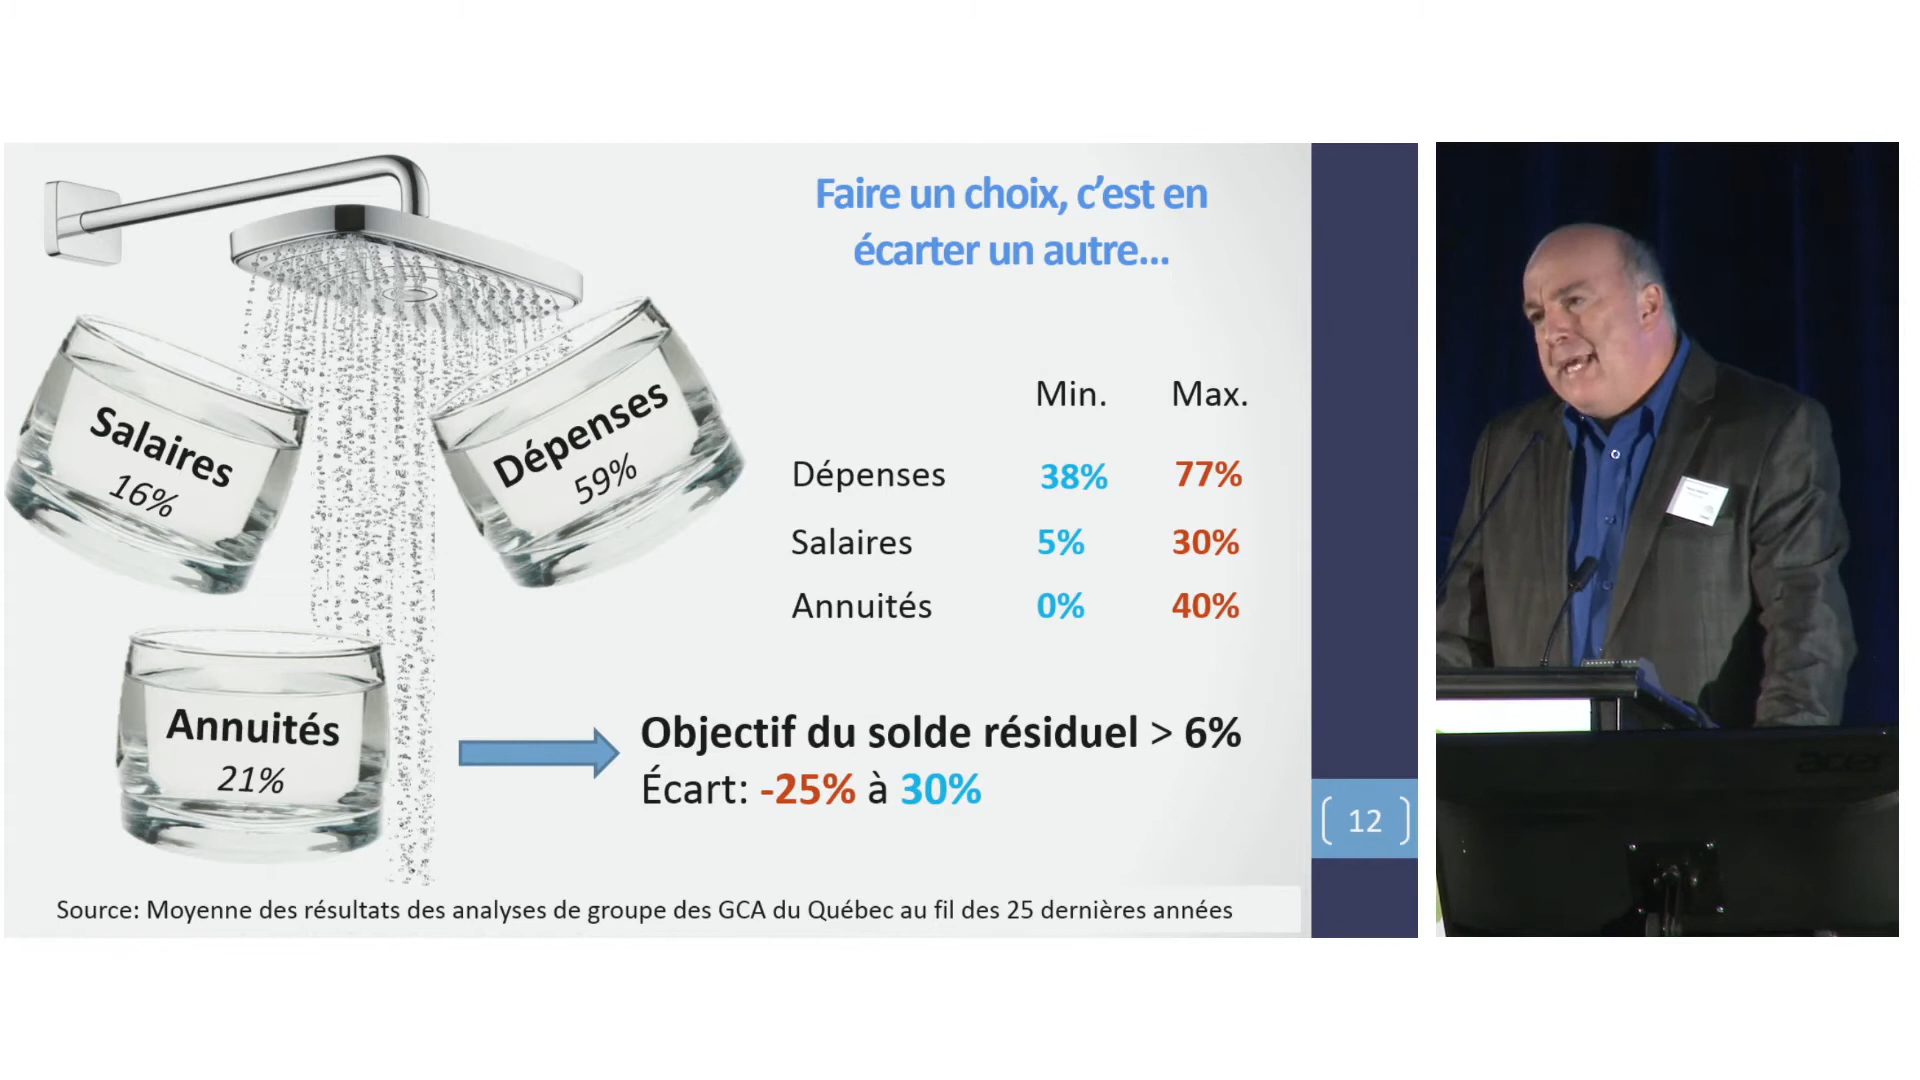 Faire un choix, c’est en
écarter un autre...
Salaires
16%
Dépenses
59%
Annuités
21%
Min. Max.
Dépenses 38% 77%
Salaires 5% 30%
Annuités 0% 40%
Objectif du solde résiduel > 6%
Écart: -25% à 30%
12
Source: Moyenne des résultats des analyses de groupe des GCA du Québec au fil des 25 dernières années
acer